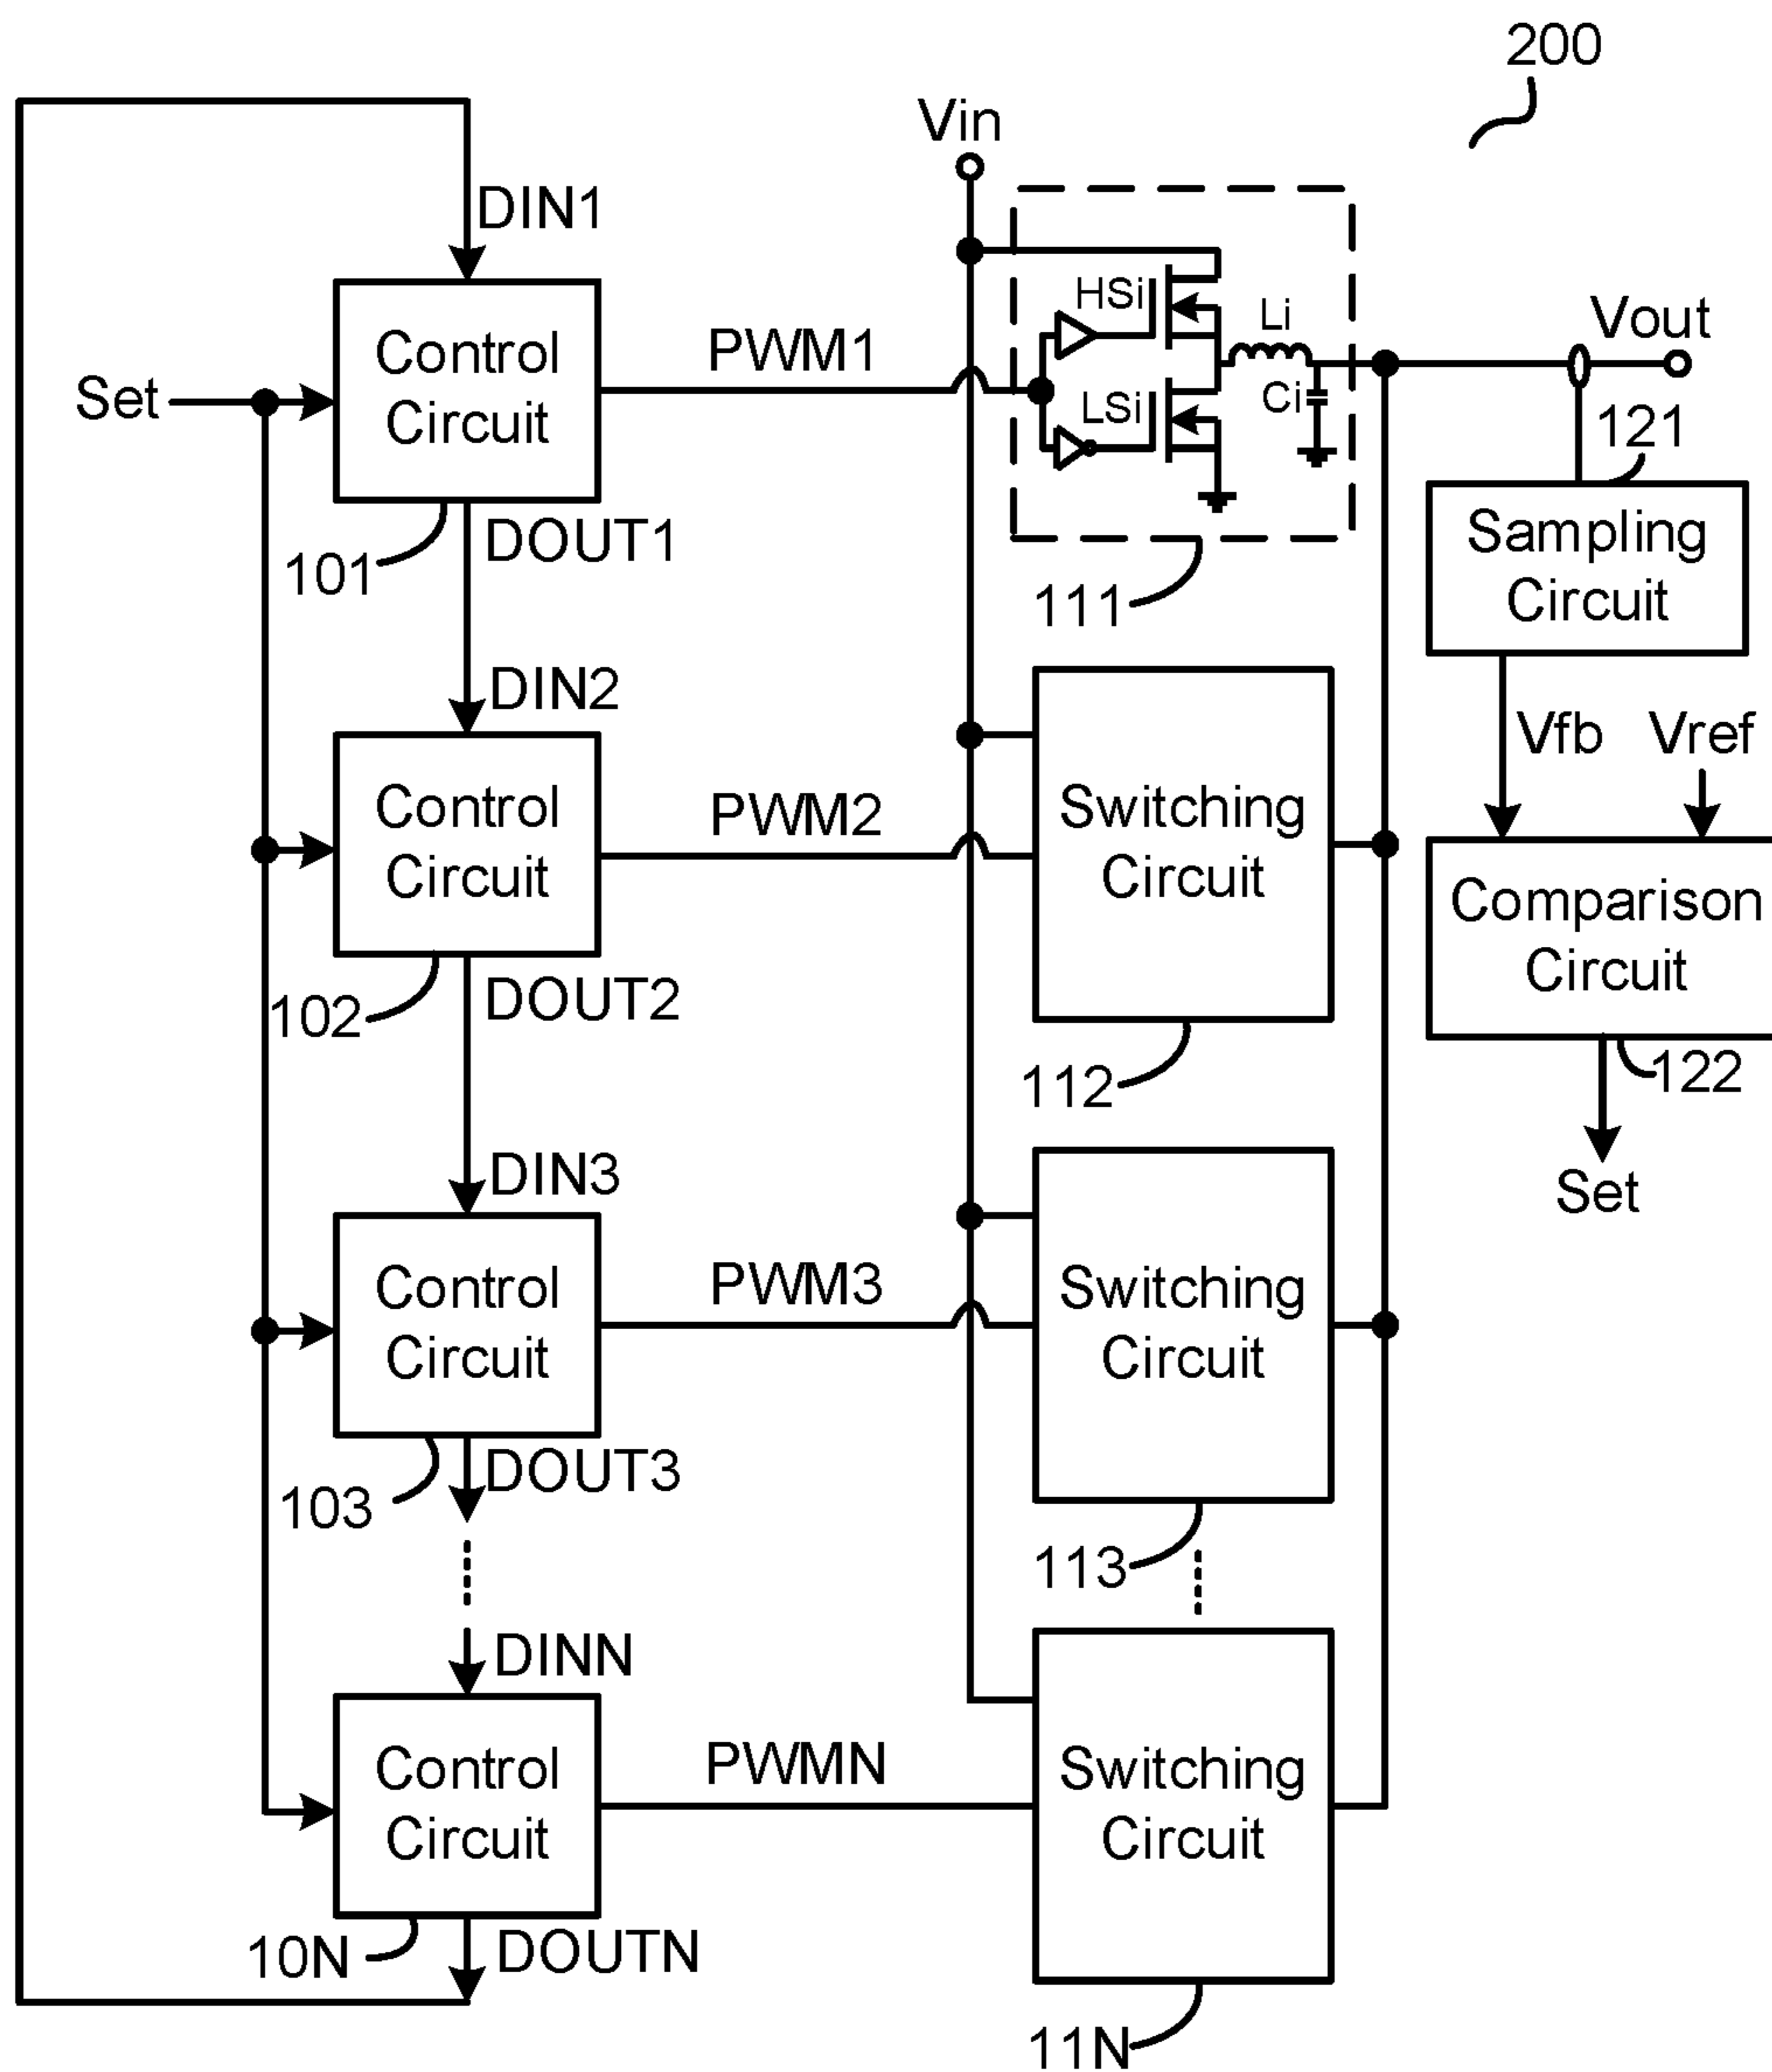 200
Vin
DIN1
Control
Circuit
Set
PWM1
HSi
LSi
Li
Ci
Vout
101
DOUT1
111
121
Sampling
Circuit
DIN2
Control
Circuit
PWM2
Switching
Circuit
Vfb
Vref
Comparison
Circuit
102
DOUT2
112
122
Set
DIN3
Control
Circuit
PWM3
Switching
Circuit
103
DOUT3
113
DINN
Control
Circuit
PWMN
Switching
Circuit
10N
DOUTN
11N